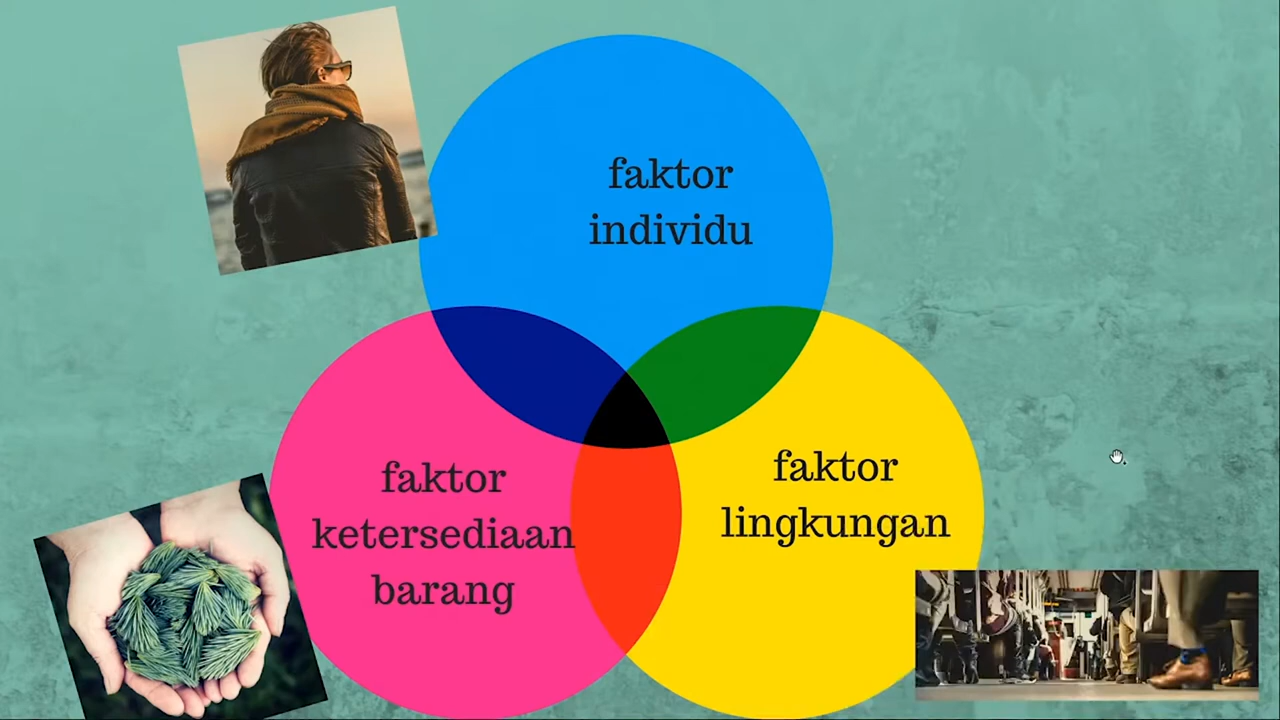 faktor
individu
faktor
ketersediaan
barang
faktor
lingkungan